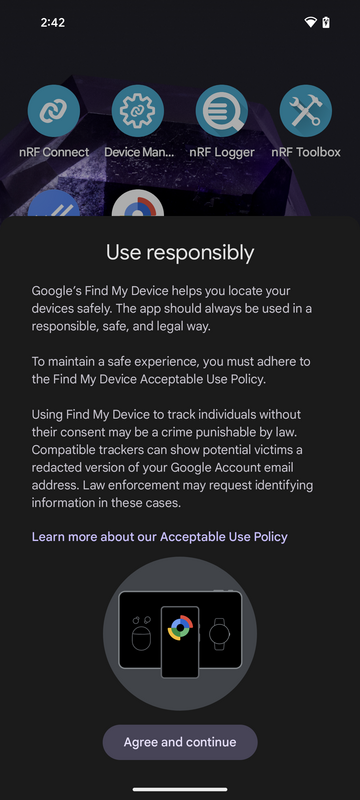 2:42
nRF Connect
Device Man...
nRF Logger
nRF Toolbox
Use responsibly
Google's Find My Device helps you locate your
devices safely. The app should always be used in a
responsible, safe, and legal way.
To maintain a safe experience, you must adhere to
the Find My Device Acceptable Use Policy.
Using Find My Device to track individuals without
their consent may be a crime punishable by law.
Compatible trackers can show potential victims a
redacted version of your Google Account email
address. Law enforcement may request identifying
information in these cases.
Learn more about our Acceptable Use Policy
Agree and continue